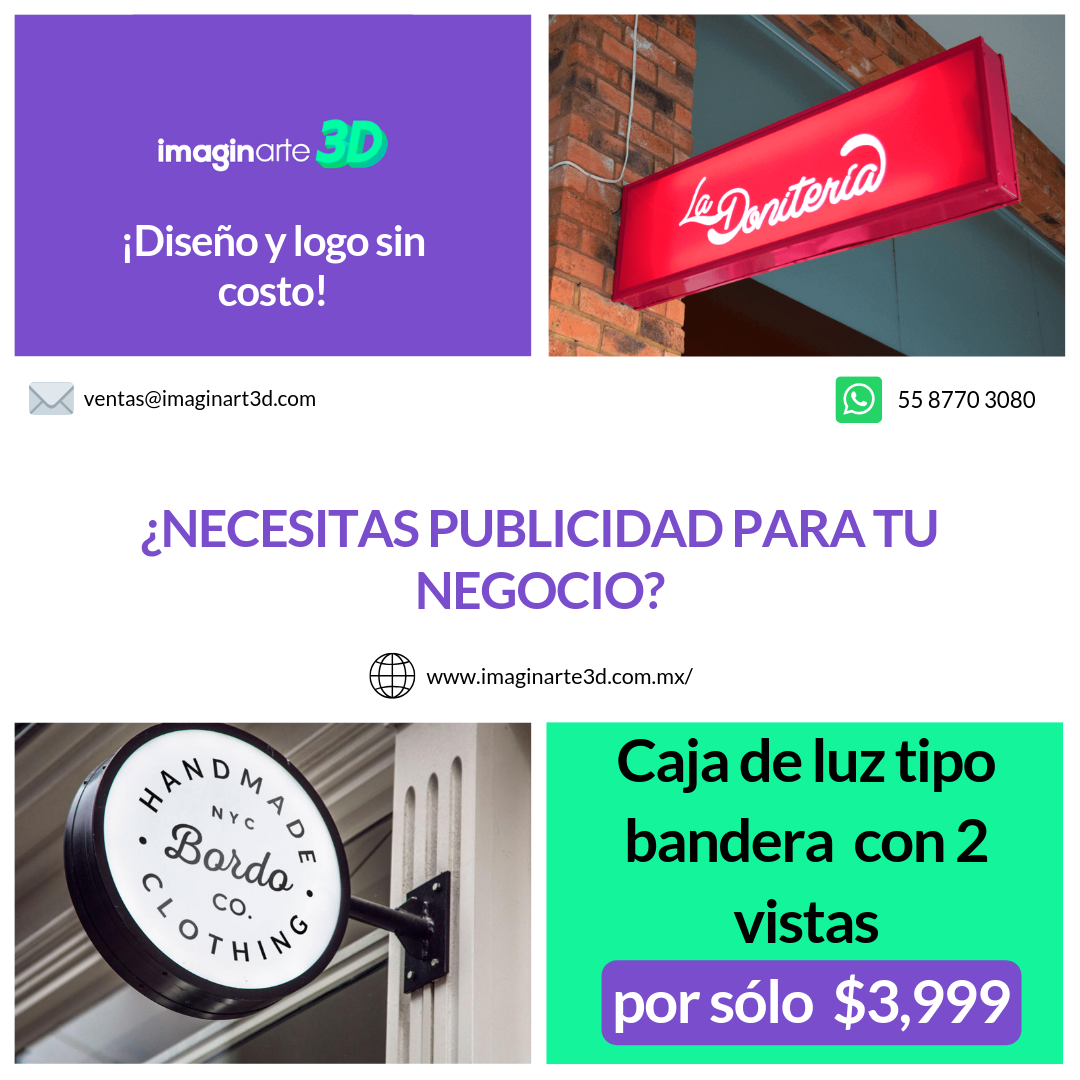 imaginarte 3D
¡Diseño y logo sin
costo!
La Donitería
ventas@imaginart3d.com
55 8770 3080
¿NECESITAS PUBLICIDAD PARA TU
NEGOCIO?
www.imaginarte3d.com.mx/
HANDMADE
NYC
Bordo
CO.
CLOTHING
Caja de luz tipo
bandera con 2
vistas
por sólo $3,999